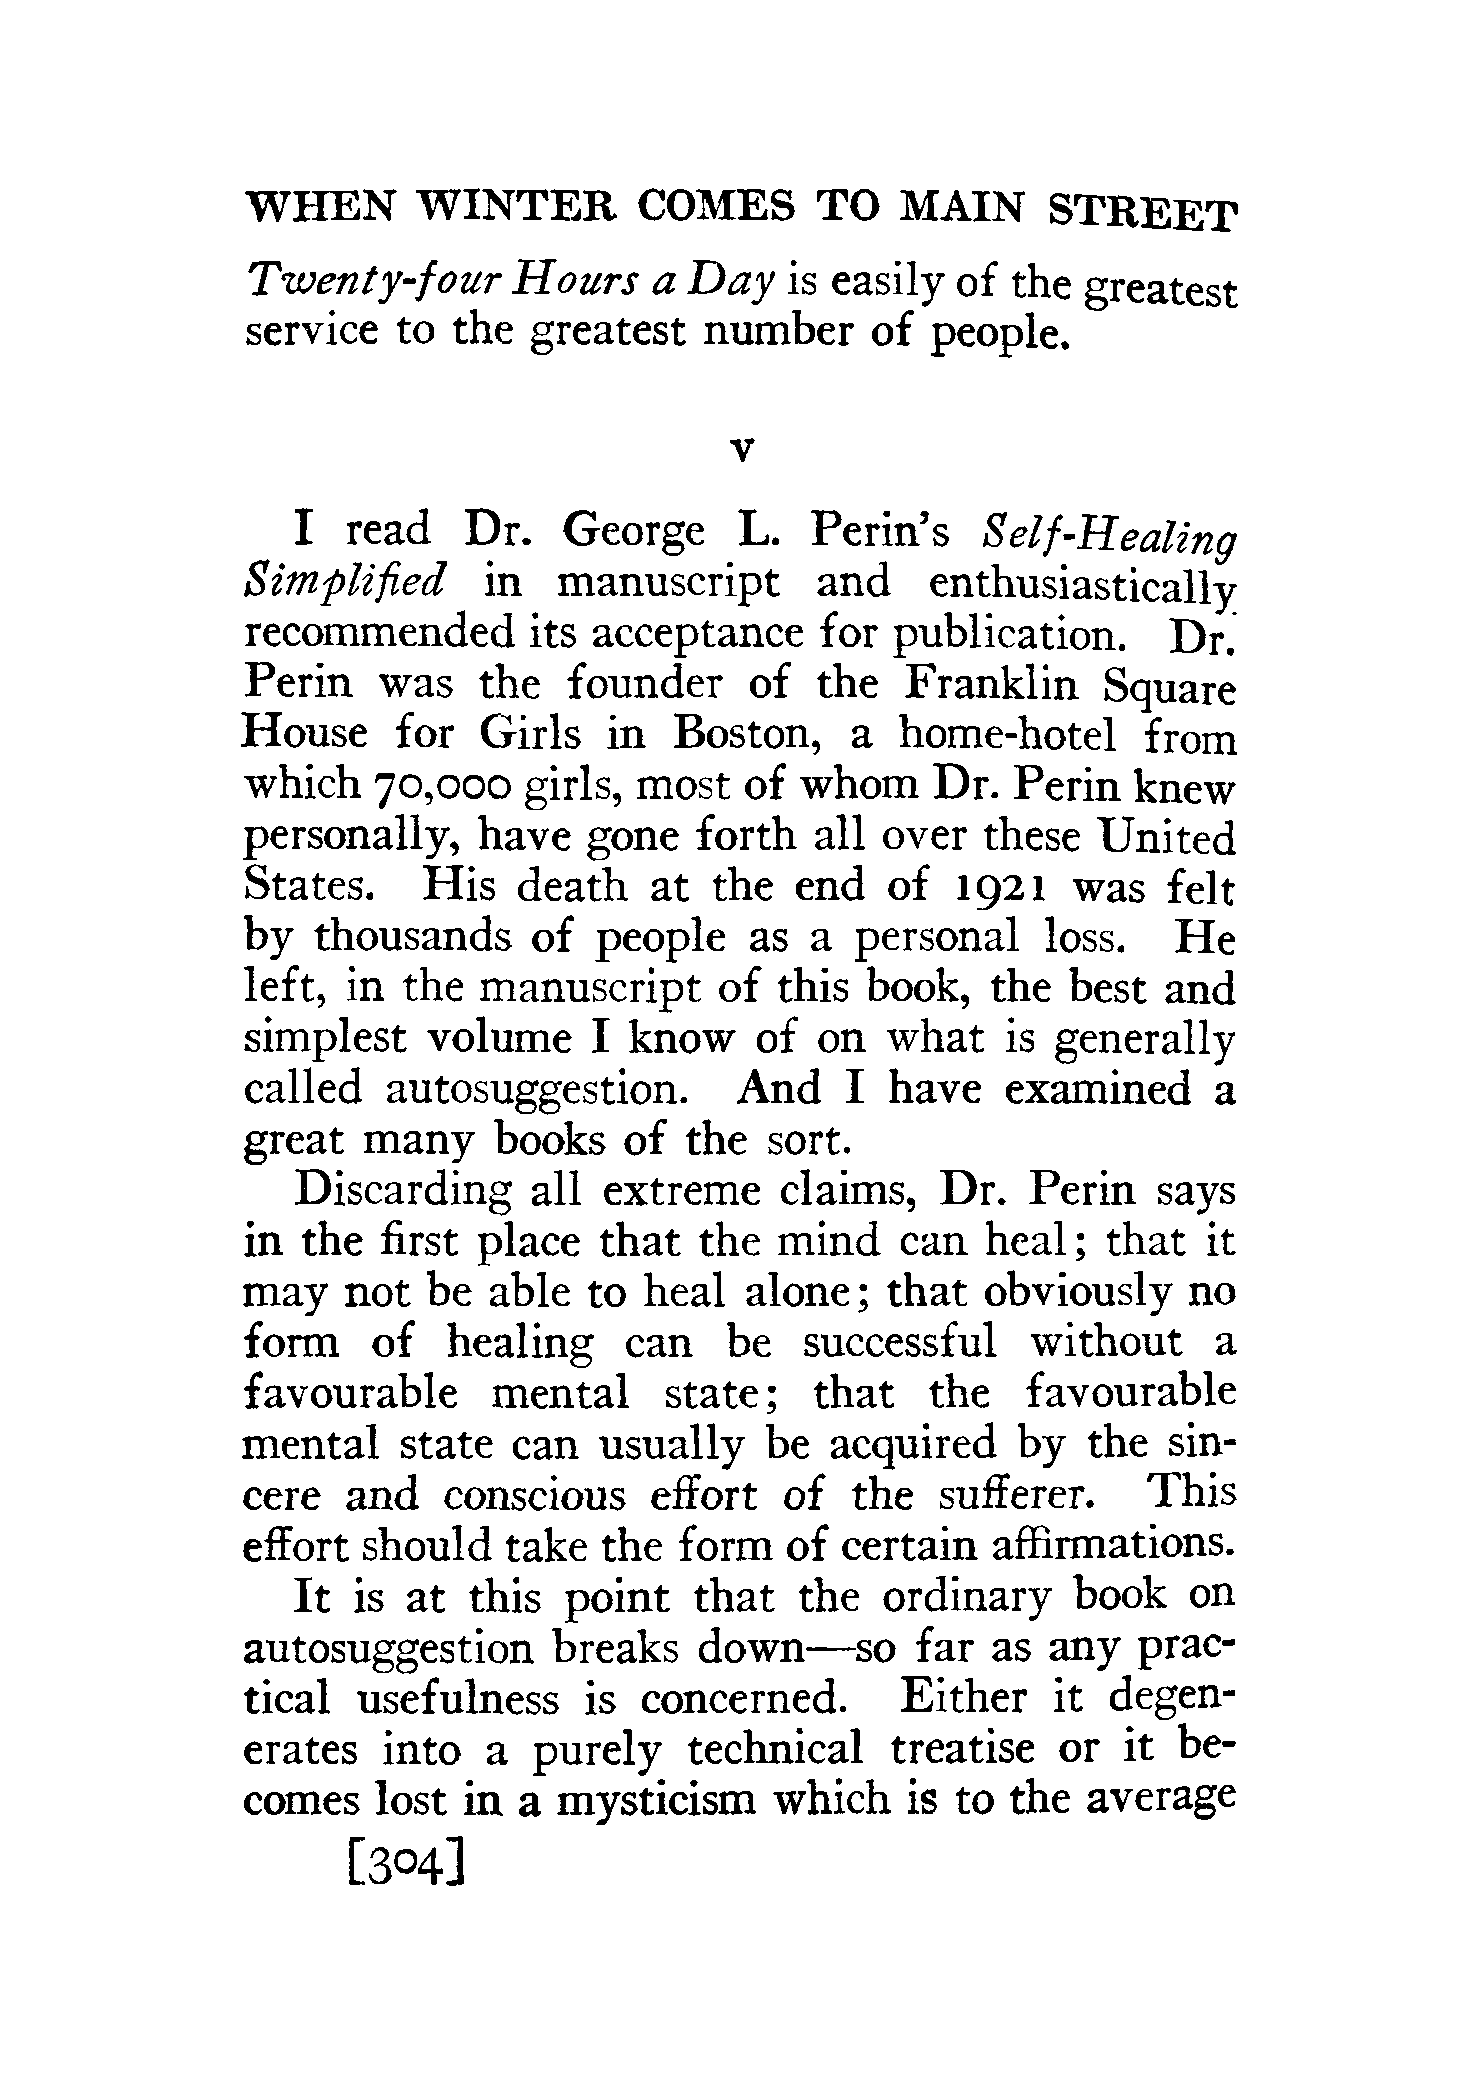 WHEN WINTER COMES TO MAIN STREET
Twenty-four Hours a Day is easily of the greatest
service to the greatest number of people.
v
I read Dr. George L. Perin's Self-Healing
Simplified in manuscript and enthusiastically
recommended its acceptance for publication. Dr.
Perin was the founder of the Franklin Square
House for Girls in Boston, a home-hotel from
which 70,000 girls, most of whom Dr. Perin knew
personally, have gone forth all over these United
States. His death at the end of 1921 was felt
by thousands of people as a personal loss. He
left, in the manuscript of this book, the best and
simplest volume I know of on what is generally
called autosuggestion. And I have examined a
great many books of the sort.
Discarding all extreme claims, Dr. Perin says
in the first place that the mind can heal; that it
may not be able to heal alone; that obviously no
form of healing can be successful without a
favourable mental state; that the favourable
mental state can usually be acquired by the sin-
cere and conscious effort of the sufferer. This
effort should take the form of certain affirmations.
It is at this point that the ordinary book on
autosuggestion breaks down—so far as any prac-
tical usefulness is concerned. Either it degen-
erates into a purely technical treatise or it be-
comes lost in a mysticism which is to the average
[304]